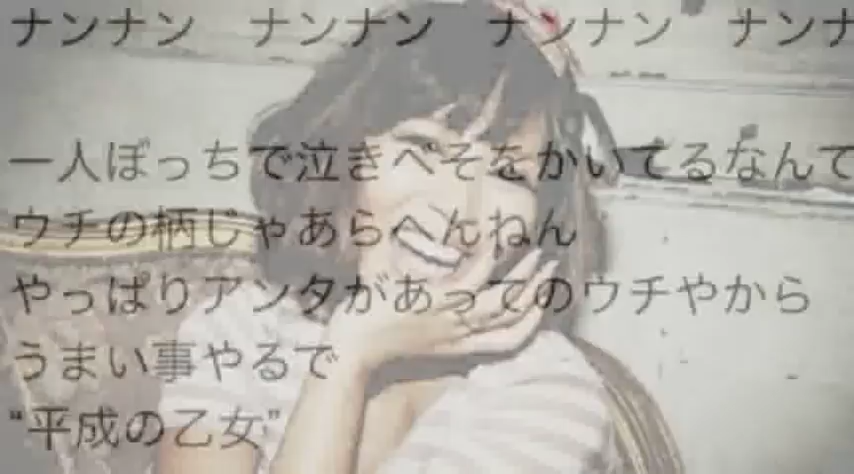 ナンナン ナンナン ナンナン ナンナ
一人ぼっちで泣きべそをかいてるなんて
ウチの柄じゃあらへんねん
やっぱりアンタがあってのウチやから
うまい事やるで
“平成の乙女”